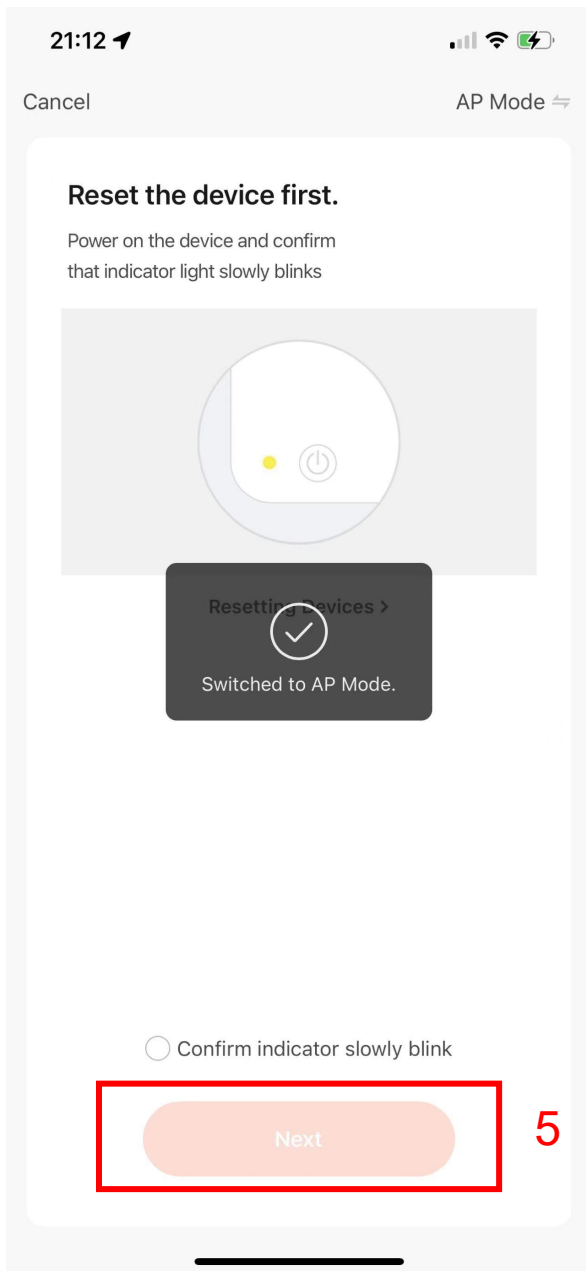 21:12
Cancel
AP Mode
Reset the device first.
Power on the device and confirm
that indicator light slowly blinks
Resetting Devices >
Switched to AP Mode.
Confirm indicator slowly blink
Next
5